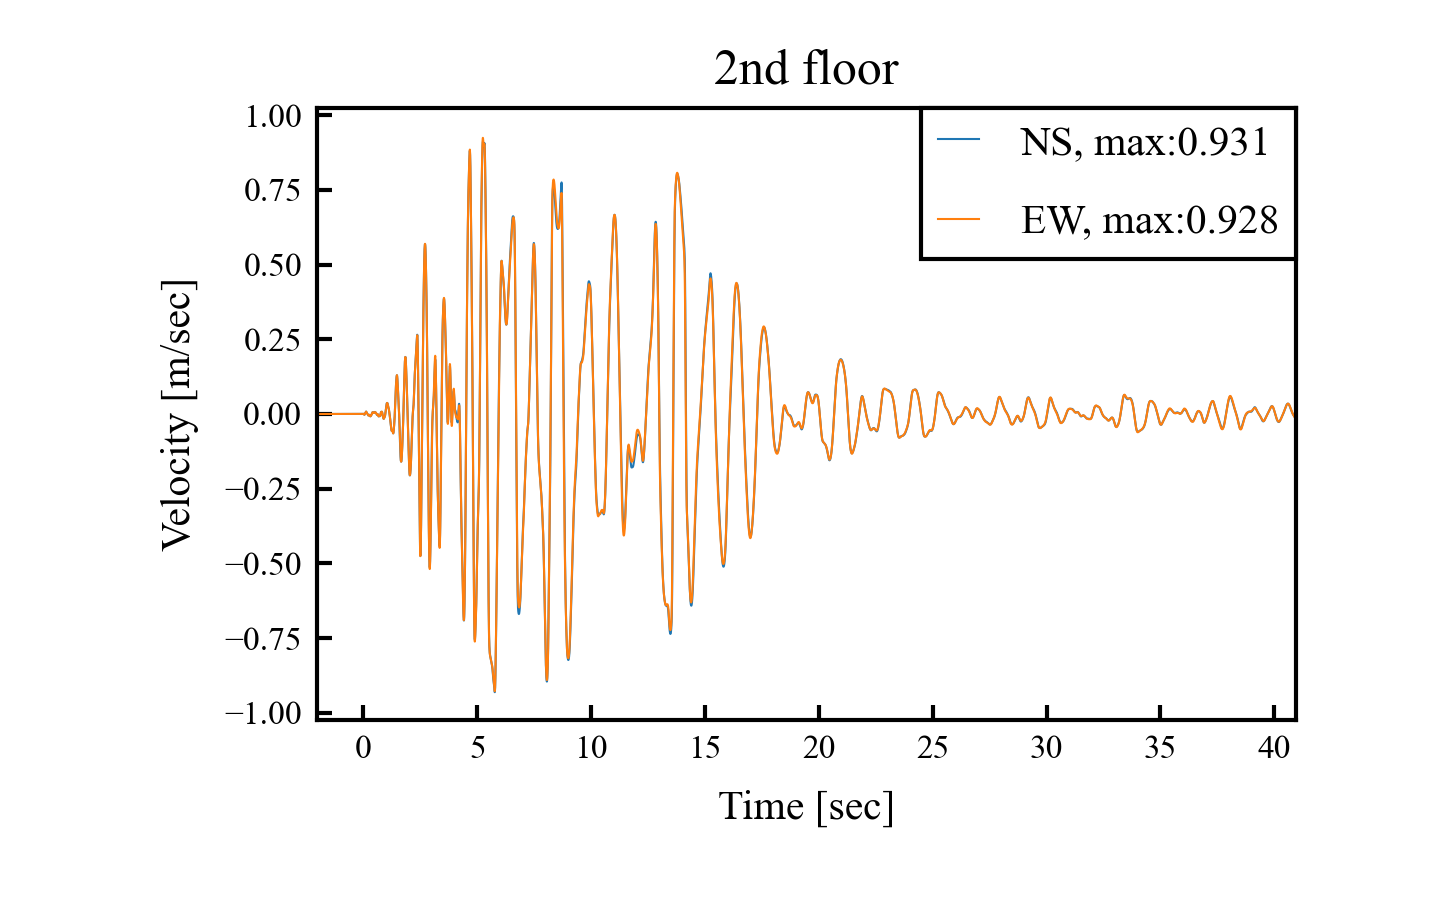 2nd floor
1.00
0.75
0.50
0.25
0.00
−0.25
−0.50
−0.75
−1.00
Velocity [m/sec]
NS, max:0.931
EW, max:0.928
0 5 10 15 20 25 30 35 40
Time [sec]